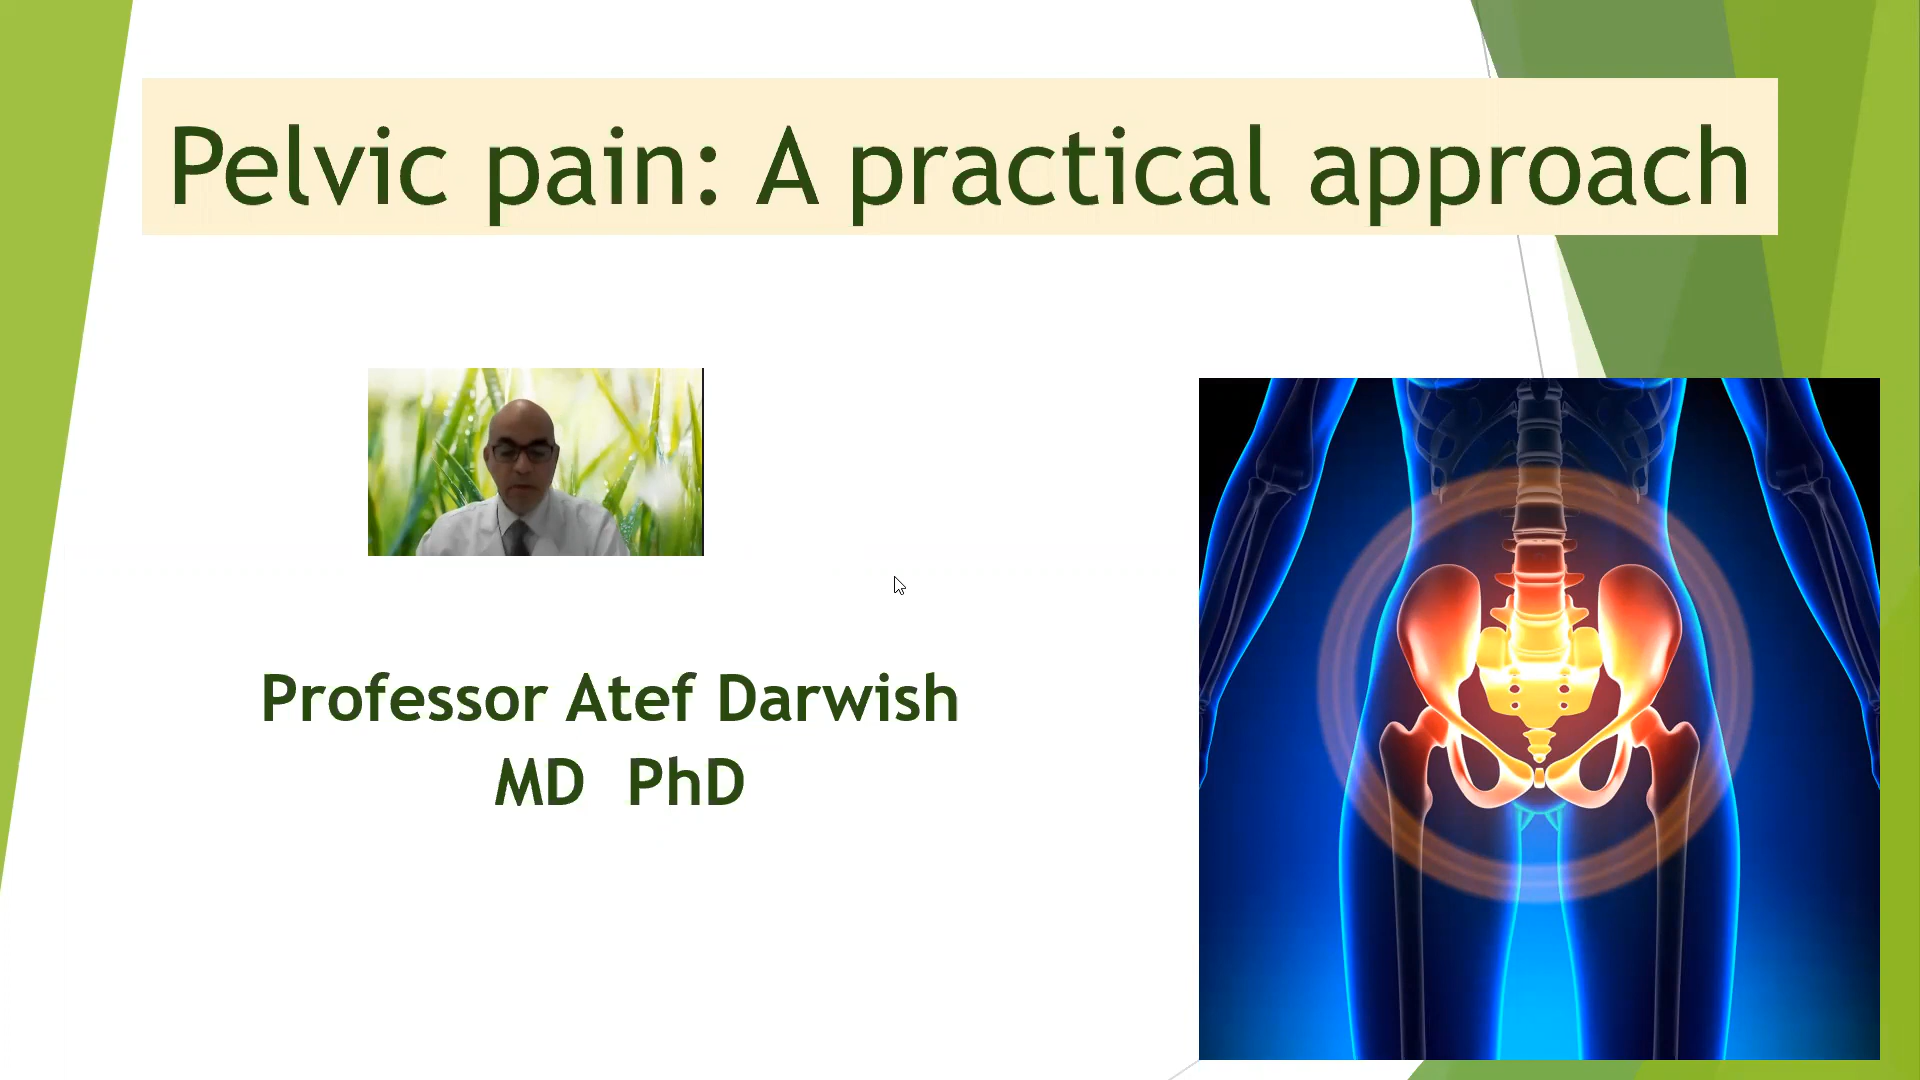 Pelvic pain: A practical approach
Professor Atef Darwish
MD PhD